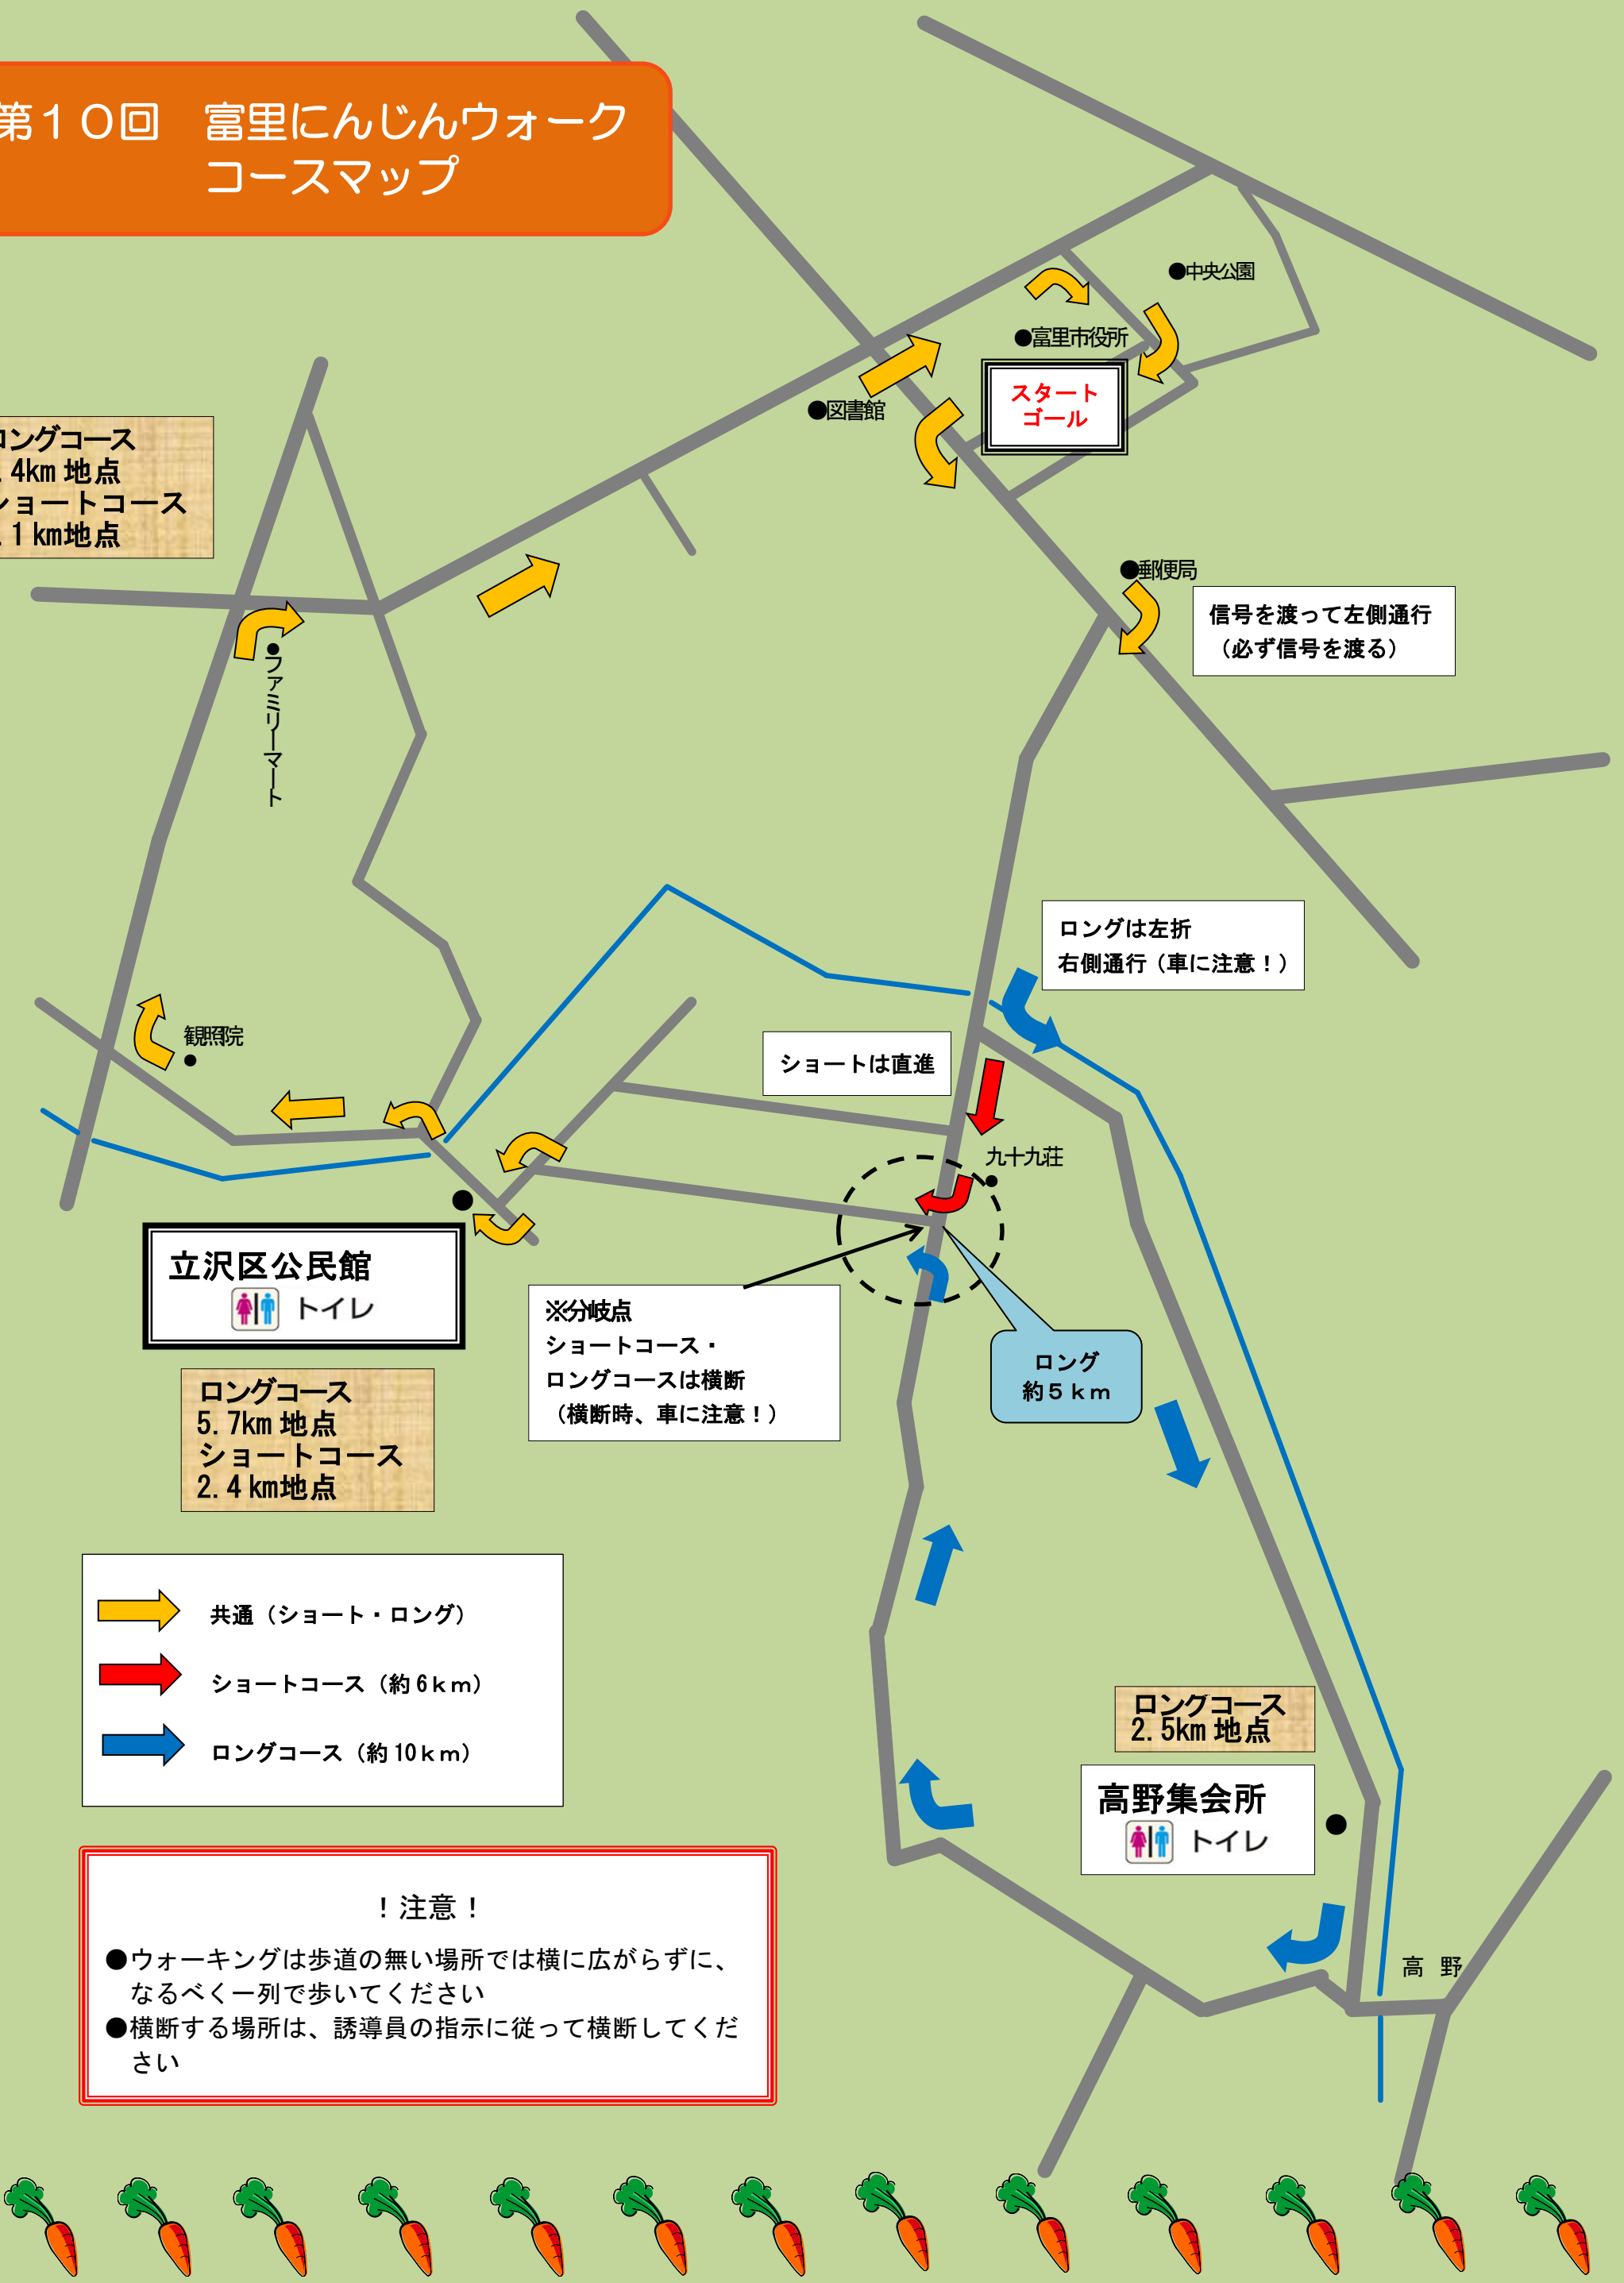 第１０回　富里にんじんウォーク
コースマップ
●中央公園
●富里市役所
スタート
ゴール
●図書館
ロングコース
.4km地点
ショートコース
.1km地点
●郵便局
信号を渡って左側通行
（必ず信号を渡る）
●ファミリーマート
ロングは左折
右側通行（車に注意！）
観照院
●
ショートは直進
九十九荘
●
立沢区公民館
トイレ
※分岐点
ショートコース・
ロングコースは横断
（横断時、車に注意！）
ロング
約５ｋｍ
ロングコース
5.7km地点
ショートコース
2.4km地点
共通（ショート・ロング）
ショートコース（約６ｋｍ）
ロングコース（約10ｋｍ）
ロングコース
2.5km地点
高野集会所
トイレ
高　野
！注意！
●ウォーキングは歩道の無い場所では横に広がらずに、
なるべく一列で歩いてください
●横断する場所は、誘導員の指示に従って横断してくだ
さい